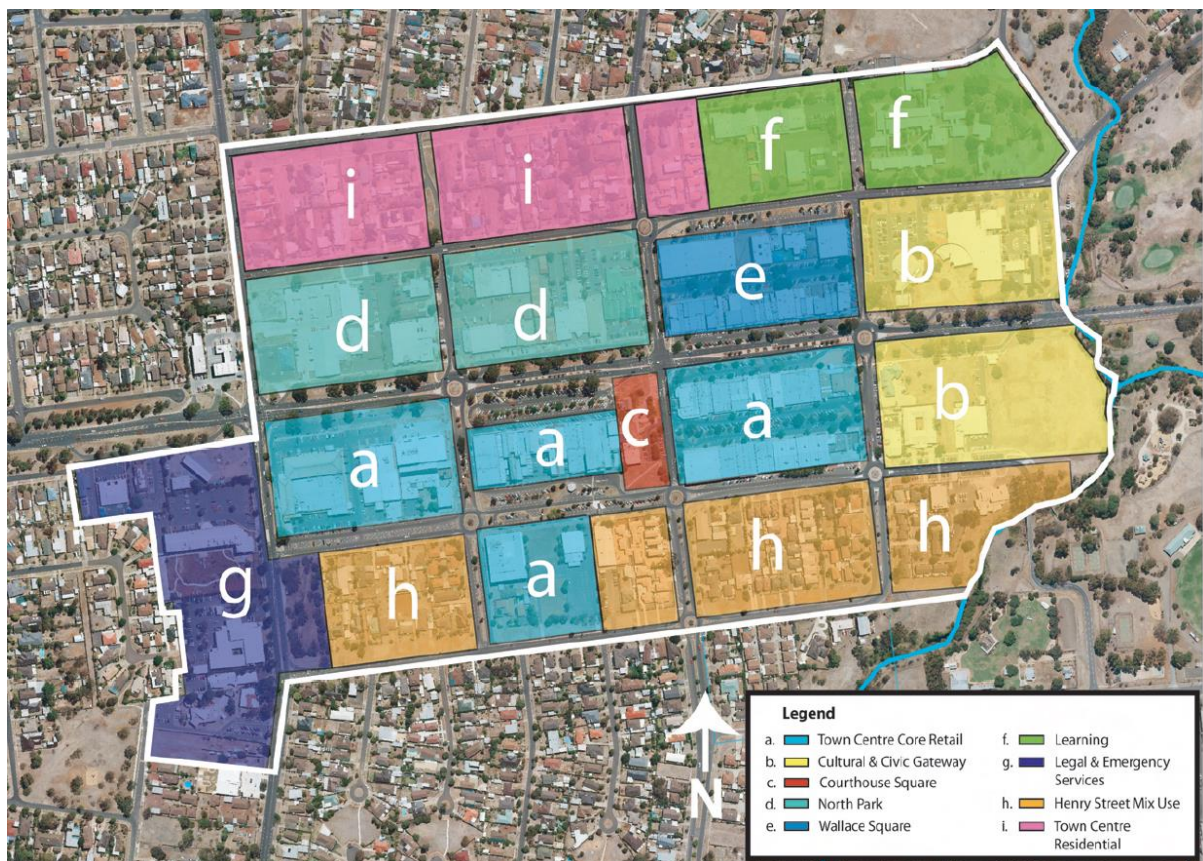 i
i
f
f
d
d
e
b
a
a
c
a
b
g
h
a
h
h
N
Legend
a. Town Centre Core Retail
b. Cultural & Civic Gateway
c. Courthouse Square
d. North Park
e. Wallace Square
f. Learning
g. Legal & Emergency
Services
h. Henry Street Mix Use
i. Town Centre
Residential